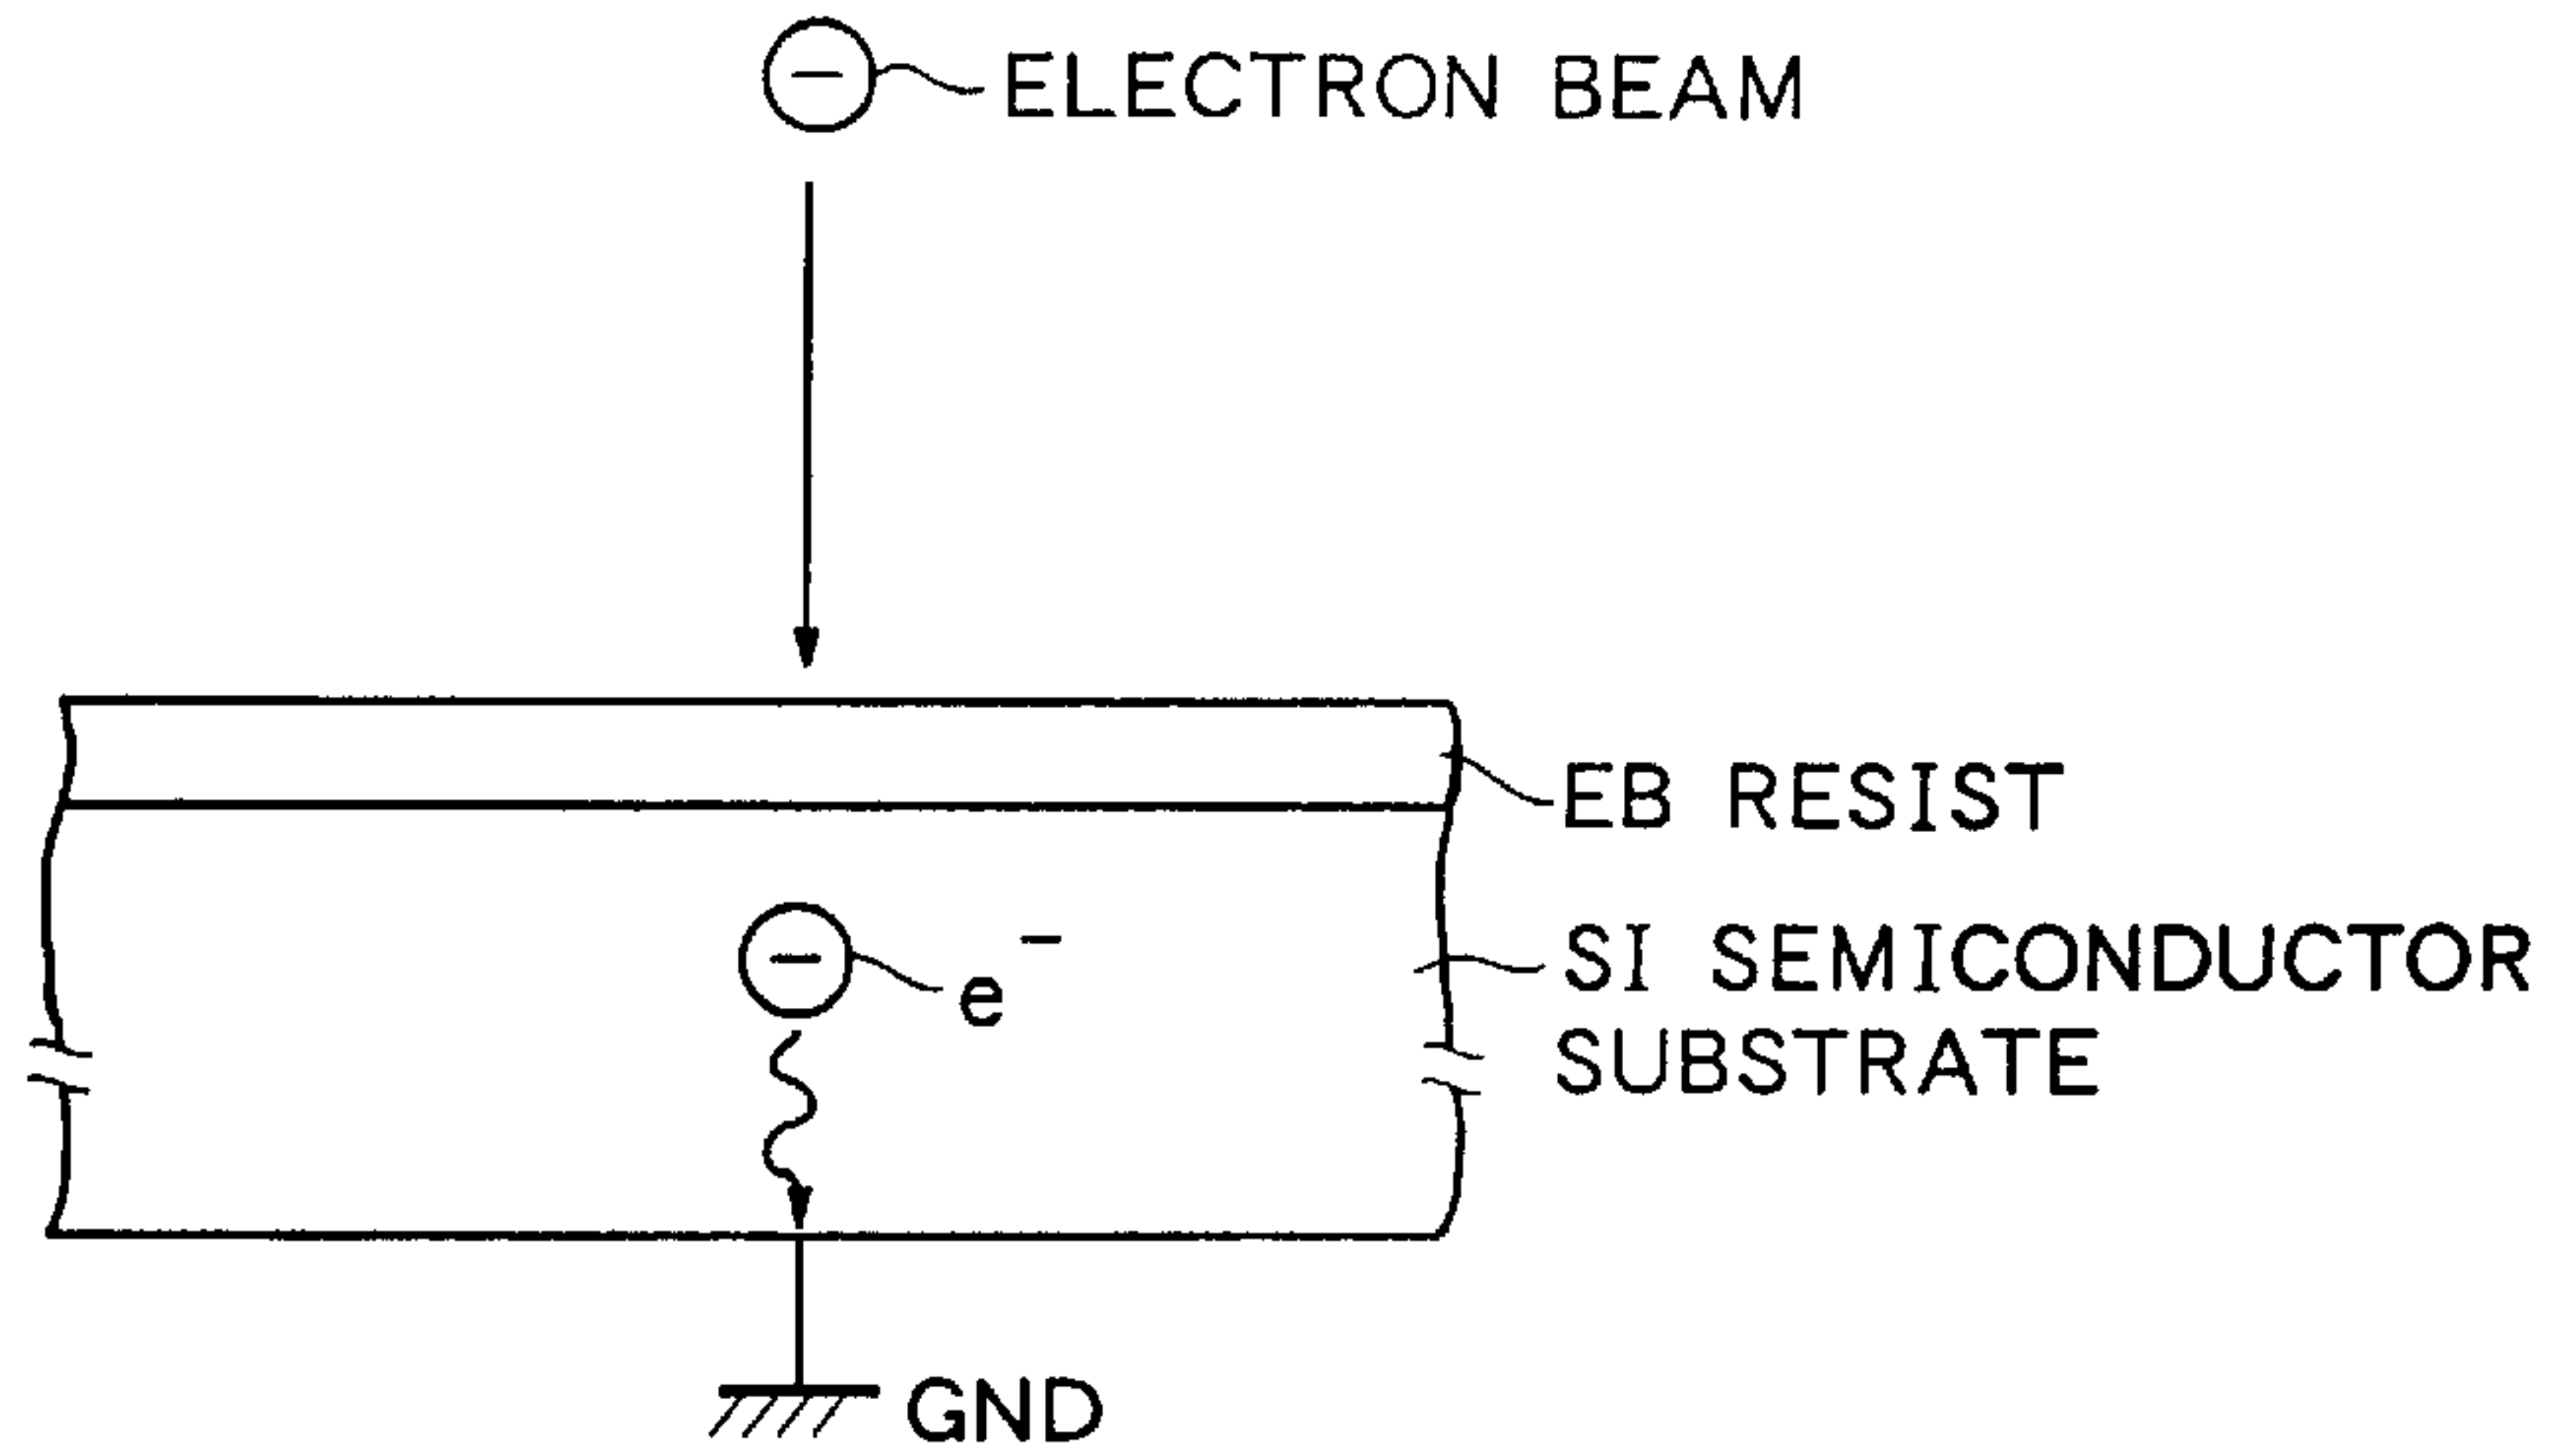 ⊖ ELECTRON BEAM
EB RESIST
⊖ e⁻
SI SEMICONDUCTOR
SUBSTRATE
GND